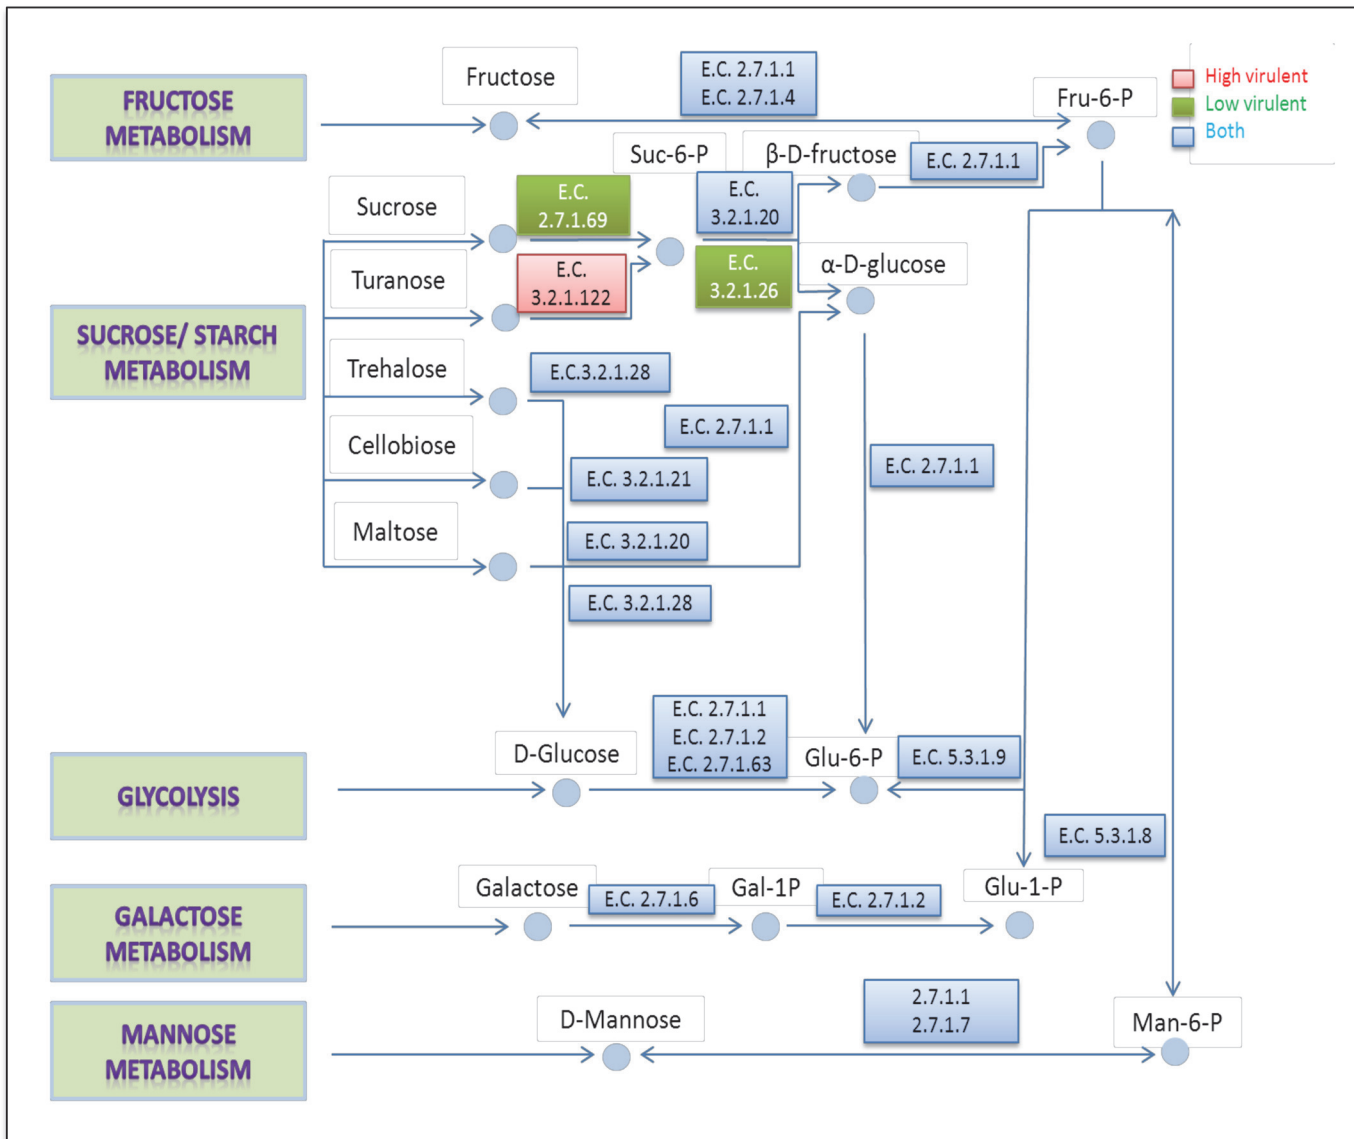 FRUCTOSE
METABOLISM
Fructose
E.C. 2.7.1.1
E.C. 2.7.1.4
Fru-6-P
High virulent
Low virulent
Both
Suc-6-P
β-D-fructose
E.C. 2.7.1.1
SUCROSE/ STARCH
METABOLISM
Sucrose
E.C.
2.7.1.69
E.C.
3.2.1.20
Turanose
E.C.
3.2.1.122
E.C.
3.2.1.26
α-D-glucose
Trehalose
E.C.3.2.1.28
E.C. 2.7.1.1
Cellobiose
E.C. 3.2.1.21
E.C. 2.7.1.1
Maltose
E.C. 3.2.1.20
E.C. 3.2.1.28
GLYCOLYSIS
D-Glucose
E.C. 2.7.1.1
E.C. 2.7.1.2
E.C. 2.7.1.63
Glu-6-P
E.C. 5.3.1.9
E.C. 5.3.1.8
GALACTOSE
METABOLISM
Galactose
E.C. 2.7.1.6
Gal-1P
E.C. 2.7.1.2
Glu-1-P
MANNOSE
METABOLISM
D-Mannose
2.7.1.1
2.7.1.7
Man-6-P